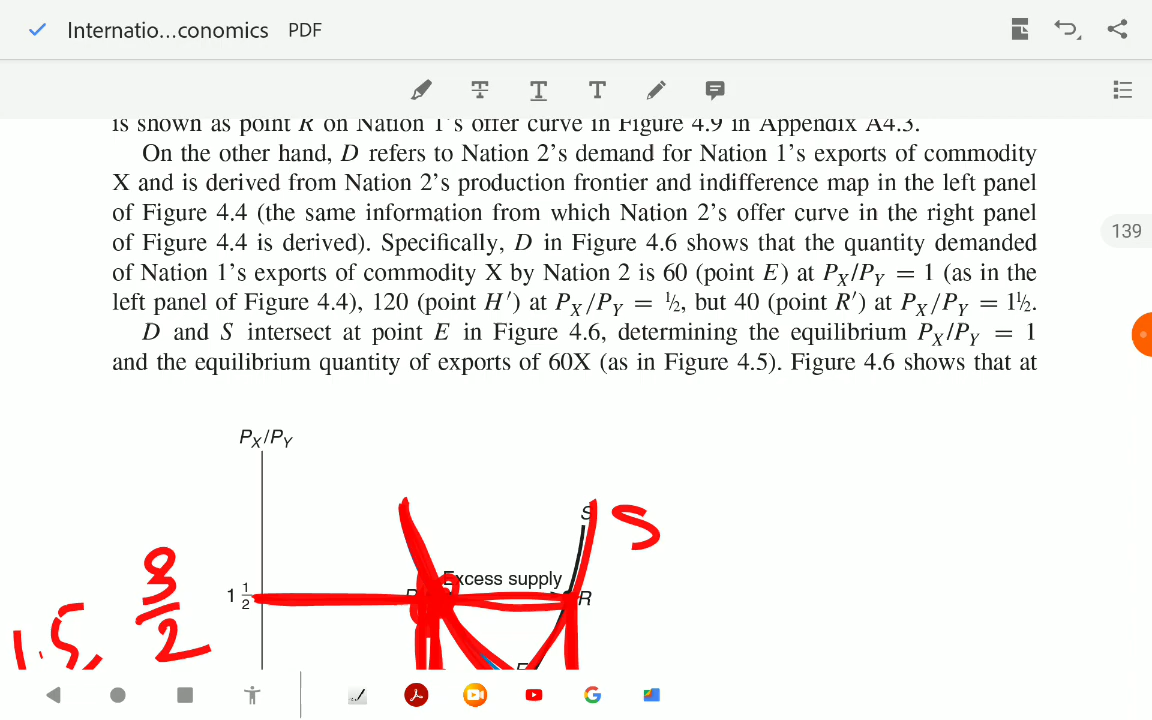 Internatio...conomics PDF
is shown as point R on Nation 1's offer curve in Figure 4.9 in Appendix A4.3.
On the other hand, D refers to Nation 2's demand for Nation 1's exports of commodity
X and is derived from Nation 2's production frontier and indifference map in the left panel
of Figure 4.4 (the same information from which Nation 2's offer curve in the right panel
of Figure 4.4 is derived). Specifically, D in Figure 4.6 shows that the quantity demanded
of Nation 1's exports of commodity X by Nation 2 is 60 (point E) at PX/PY = 1 (as in the
left panel of Figure 4.4), 120 (point H′) at PX/PY = ½, but 40 (point R′) at PX/PY = 1½.
D and S intersect at point E in Figure 4.6, determining the equilibrium PX/PY = 1
and the equilibrium quantity of exports of 60X (as in Figure 4.5). Figure 4.6 shows that at
139
PX/PY
S S
Excess supply
1 1/2 R
1.5, 3/2